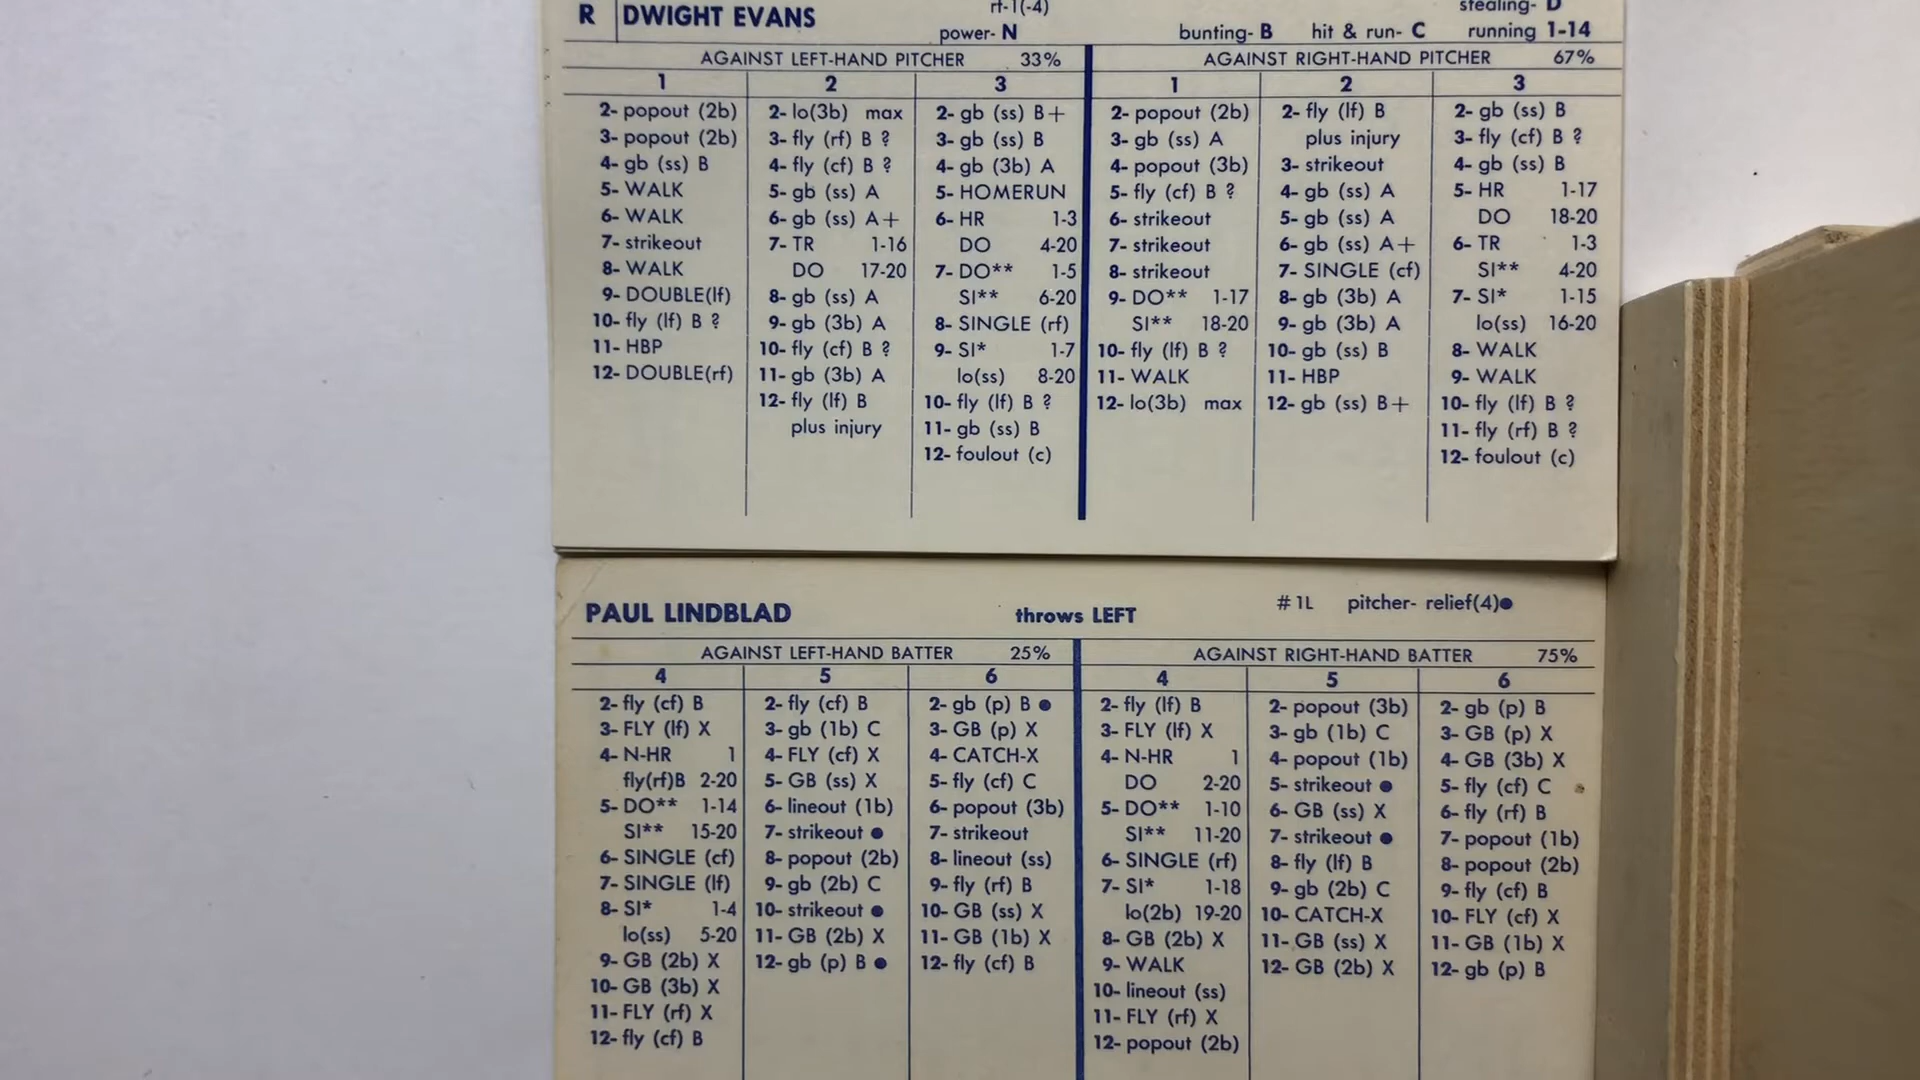 rf-1(-4) stealing- D
R DWIGHT EVANS
power- N bunting- B hit & run- C running 1-14
AGAINST LEFT-HAND PITCHER 33% AGAINST RIGHT-HAND PITCHER 67%
1 2 3 1 2 3
2- popout (2b)
3- popout (2b)
4- gb (ss) B
5- WALK
6- WALK
7- strikeout
8- WALK
9- DOUBLE(lf)
10- fly (lf) B ?
11- HBP
12- DOUBLE(rf)
2- lo(3b) max
3- fly (rf) B ?
4- fly (cf) B ?
5- gb (ss) A
6- gb (ss) A+
7- TR 1-16
DO 17-20
8- gb (ss) A
9- gb (3b) A
10- fly (cf) B ?
11- gb (3b) A
12- fly (lf) B
plus injury
2- gb (ss) B+
3- gb (ss) B
4- gb (3b) A
5- HOMERUN
6- HR 1-3
DO 4-20
7- DO** 1-5
SI** 6-20
8- SINGLE (rf)
9- SI* 1-7
lo(ss) 8-20
10- fly (lf) B ?
11- gb (ss) B
12- foulout (c)
2- popout (2b)
3- gb (ss) A
4- popout (3b)
5- fly (cf) B ?
6- strikeout
7- strikeout
8- strikeout
9- DO** 1-17
SI** 18-20
10- fly (lf) B ?
11- WALK
12- lo(3b) max
2- fly (lf) B
plus injury
3- strikeout
4- gb (ss) A
5- gb (ss) A
6- gb (ss) A+
7- SINGLE (cf)
8- gb (3b) A
9- gb (3b) A
10- gb (ss) B
11- HBP
12- gb (ss) B+
2- gb (ss) B
3- fly (cf) B ?
4- gb (ss) B
5- HR 1-17
DO 18-20
6- TR 1-3
SI** 4-20
7- SI* 1-15
lo(ss) 16-20
8- WALK
9- WALK
10- fly (lf) B ?
11- fly (rf) B ?
12- foulout (c)
PAUL LINDBLAD throws LEFT #1L pitcher- relief(4)●
AGAINST LEFT-HAND BATTER 25% AGAINST RIGHT-HAND BATTER 75%
4 5 6 4 5 6
2- fly (cf) B
3- FLY (lf) X
4- N-HR 1
fly(rf)B 2-20
5- DO** 1-14
SI** 15-20
6- SINGLE (cf)
7- SINGLE (lf)
8- SI* 1-4
lo(ss) 5-20
9- GB (2b) X
10- GB (3b) X
11- FLY (rf) X
12- fly (cf) B
2- fly (cf) B
3- gb (1b) C
4- FLY (cf) X
5- GB (ss) X
6- lineout (1b)
7- strikeout ●
8- popout (2b)
9- gb (2b) C
10- strikeout ●
11- GB (2b) X
12- gb (p) B ●
2- gb (p) B ●
3- GB (p) X
4- CATCH-X
5- fly (cf) C
6- popout (3b)
7- strikeout
8- lineout (ss)
9- fly (rf) B
10- GB (ss) X
11- GB (1b) X
12- fly (cf) B
2- fly (lf) B
3- FLY (lf) X
4- N-HR 1
DO 2-20
5- DO** 1-10
SI** 11-20
6- SINGLE (rf)
7- SI* 1-18
lo(2b) 19-20
8- GB (2b) X
9- WALK
10- lineout (ss)
11- FLY (rf) X
12- popout (2b)
2- popout (3b)
3- gb (1b) C
4- popout (1b)
5- strikeout ●
6- GB (ss) X
7- strikeout ●
8- fly (lf) B
9- gb (2b) C
10- CATCH-X
11- GB (ss) X
12- GB (2b) X
2- gb (p) B
3- GB (p) X
4- GB (3b) X
5- fly (cf) C
6- fly (rf) B
7- popout (1b)
8- popout (2b)
9- fly (cf) B
10- FLY (cf) X
11- GB (1b) X
12- gb (p) B